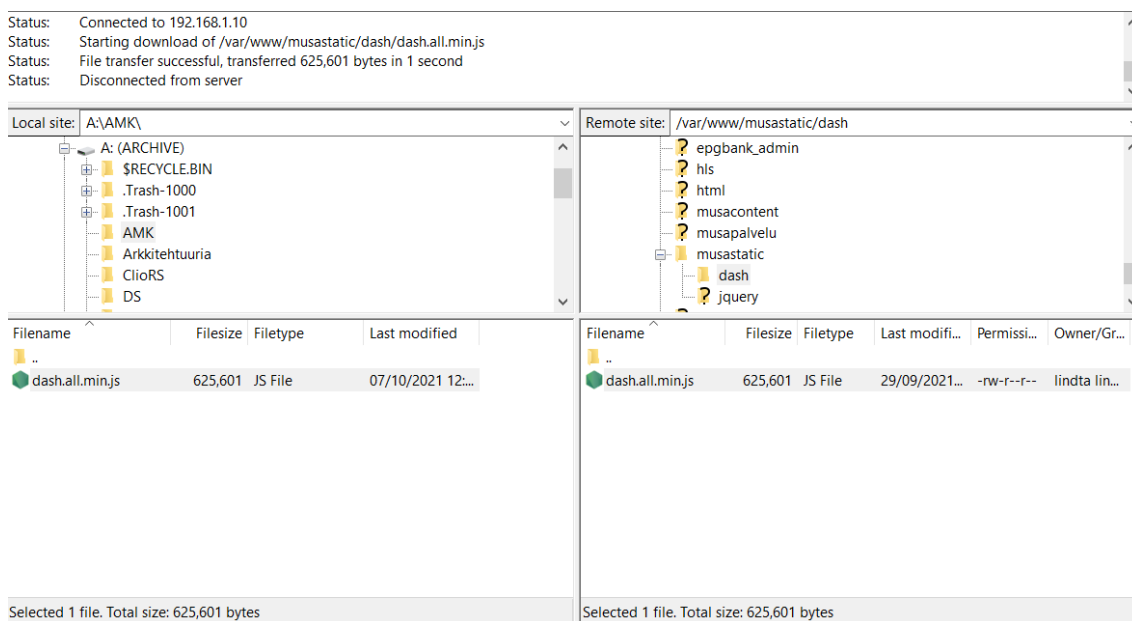 Status: Connected to 192.168.1.10
Status: Starting download of /var/www/musastatic/dash/dash.all.min.js
Status: File transfer successful, transferred 625,601 bytes in 1 second
Status: Disconnected from server
Local site: A:\AMK\
A: (ARCHIVE)
$RECYCLE.BIN
.Trash-1000
.Trash-1001
AMK
Arkkitehtuuria
ClioRS
DS
Remote site: /var/www/musastatic/dash
epgbank_admin
hls
html
musacontent
musapalvelu
musastatic
dash
jquery
Filename Filesize Filetype Last modified
..
dash.all.min.js 625,601 JS File 07/10/2021 12:...
Selected 1 file. Total size: 625,601 bytes
Filename Filesize Filetype Last modifi... Permissi... Owner/Gr...
..
dash.all.min.js 625,601 JS File 29/09/2021... -rw-r--r-- lindta lin...
Selected 1 file. Total size: 625,601 bytes